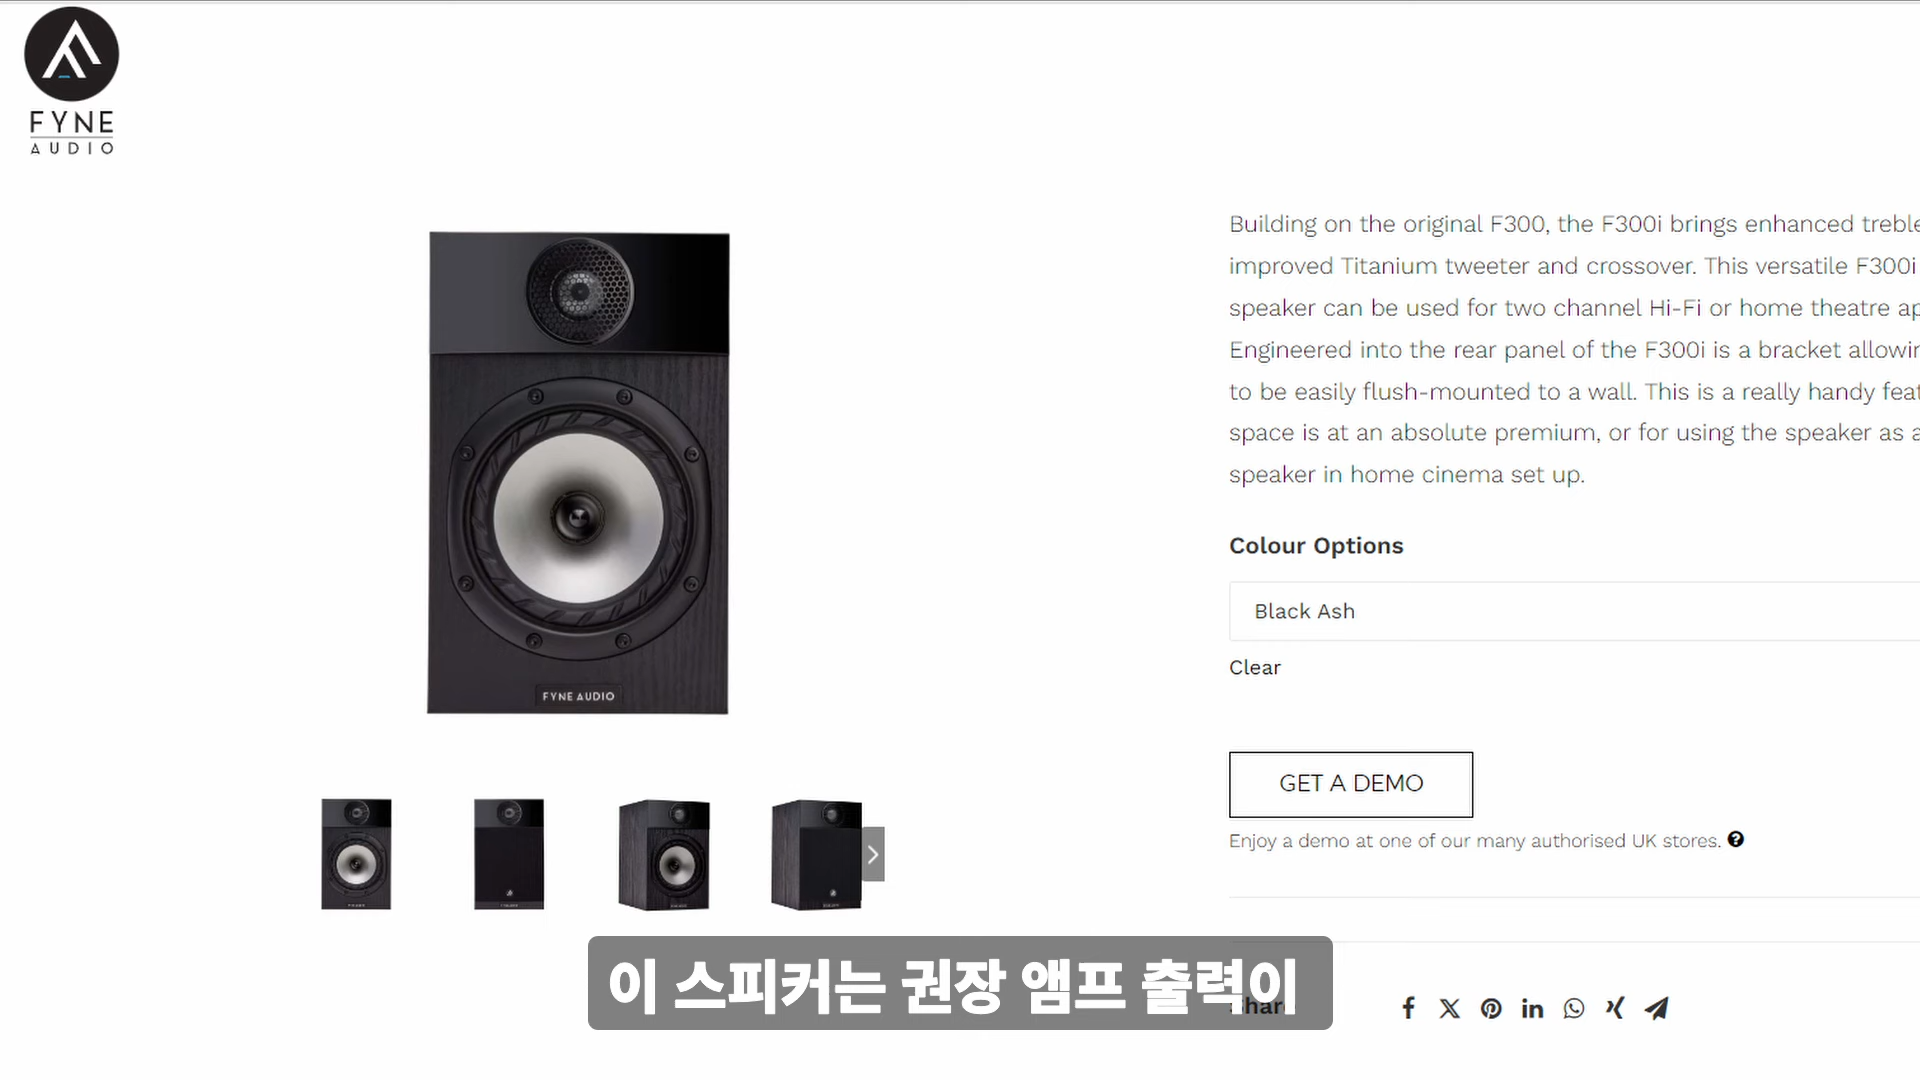 FYNE
AUDIO
Building on the original F300, the F300i brings enhanced treble
improved Titanium tweeter and crossover. This versatile F300i
speaker can be used for two channel Hi-Fi or home theatre ap
Engineered into the rear panel of the F300i is a bracket allowin
to be easily flush-mounted to a wall. This is a really handy feat
space is at an absolute premium, or for using the speaker as a
speaker in home cinema set up.
Colour Options
Black Ash
Clear
FYNE AUDIO
GET A DEMO
Enjoy a demo at one of our many authorised UK stores.
이 스피커는 권장 앰프 출력이